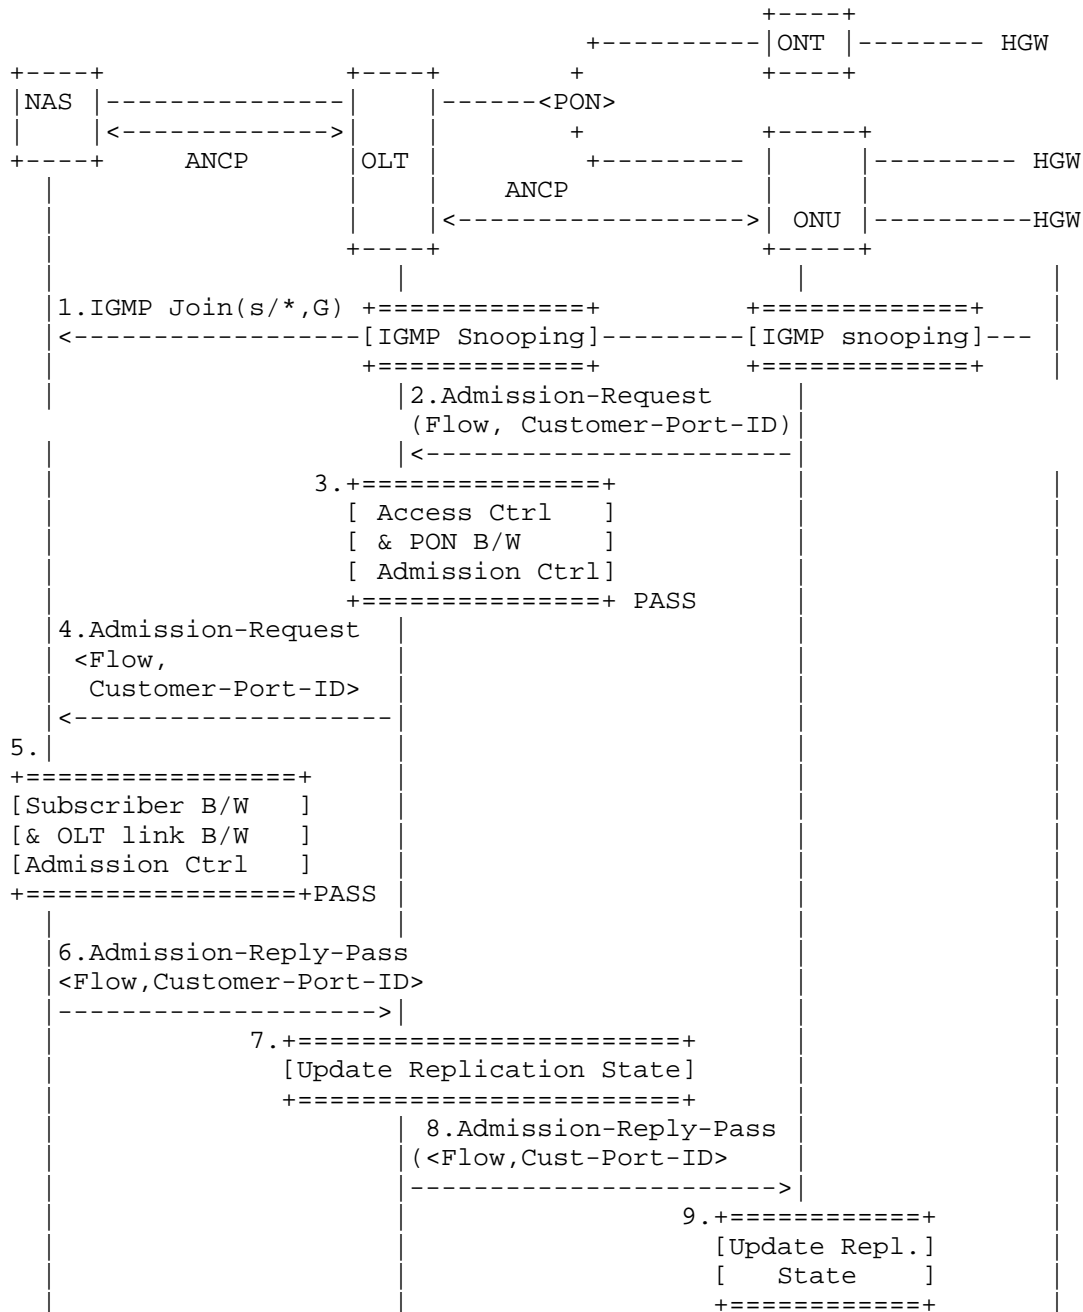 ONT
HGW
NAS
<PON>
ANCP
OLT
HGW
ANCP
ONU
HGW
1.IGMP Join(s/*,G)
[IGMP Snooping]
[IGMP snooping]
2.Admission-Request
(Flow, Customer-Port-ID)
3.
[ Access Ctrl ]
[ & PON B/W ]
[ Admission Ctrl]
PASS
4.Admission-Request
<Flow,
Customer-Port-ID>
5.
[Subscriber B/W ]
[& OLT link B/W ]
[Admission Ctrl ]
PASS
6.Admission-Reply-Pass
<Flow,Customer-Port-ID>
7.
[Update Replication State]
8.Admission-Reply-Pass
(<Flow,Cust-Port-ID>
9.
[Update Repl.]
[ State ]